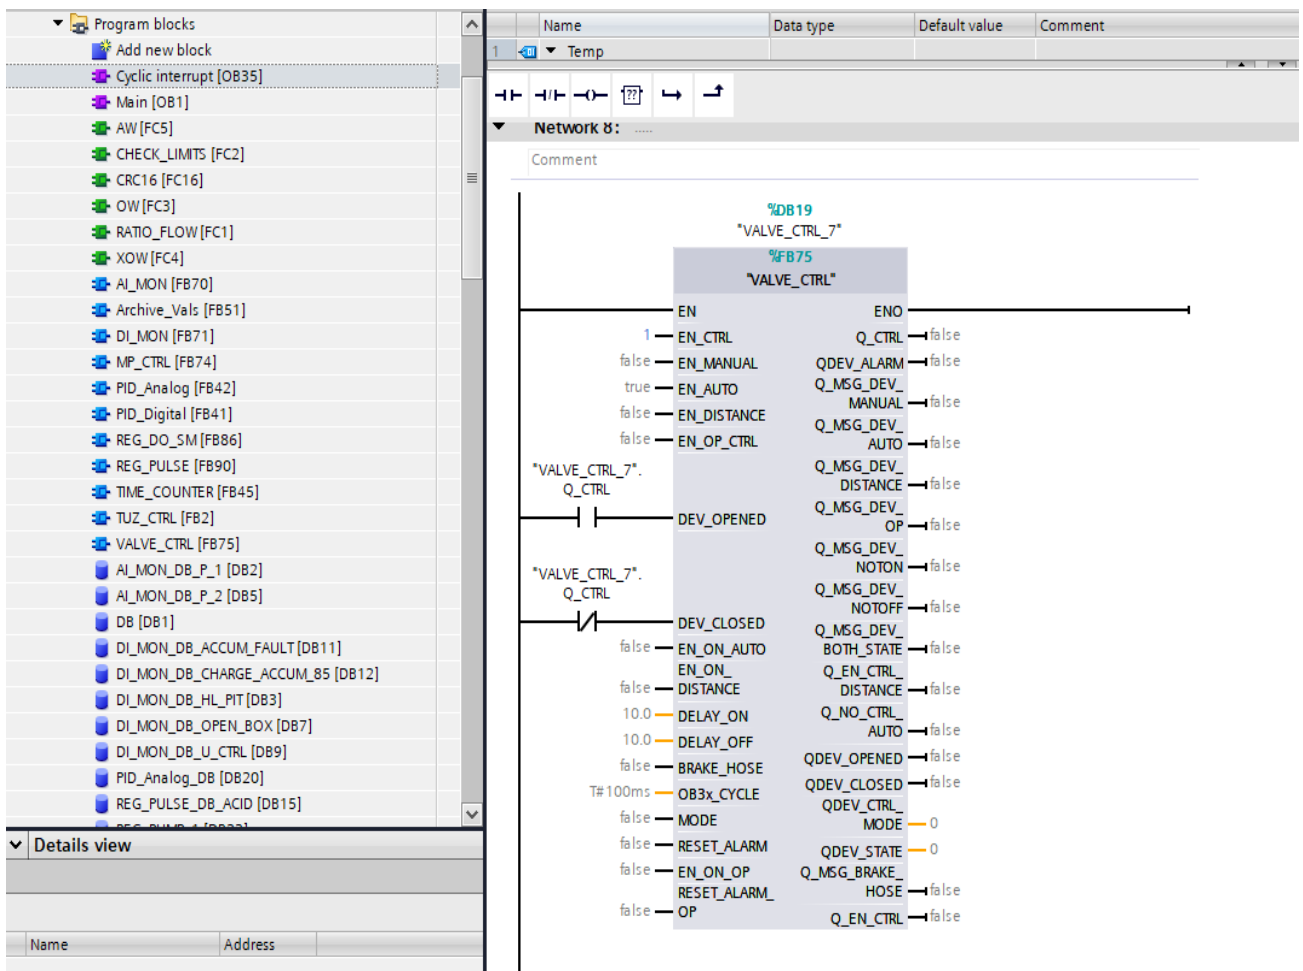 Program blocks
Add new block
Cyclic interrupt [OB35]
Main [OB1]
AW [FC5]
CHECK_LIMITS [FC2]
CRC16 [FC16]
OW [FC3]
RATIO_FLOW [FC1]
XOW [FC4]
AI_MON [FB70]
Archive_Vals [FB51]
DI_MON [FB71]
MP_CTRL [FB74]
PID_Analog [FB42]
PID_Digital [FB41]
REG_DO_SM [FB86]
REG_PULSE [FB90]
TIME_COUNTER [FB45]
TUZ_CTRL [FB2]
VALVE_CTRL [FB75]
AI_MON_DB_P_1 [DB2]
AI_MON_DB_P_2 [DB5]
DB [DB1]
DI_MON_DB_ACCUM_FAULT [DB11]
DI_MON_DB_CHARGE_ACCUM_85 [DB12]
DI_MON_DB_HL_PIT [DB3]
DI_MON_DB_OPEN_BOX [DB7]
DI_MON_DB_U_CTRL [DB9]
PID_Analog_DB [DB20]
REG_PULSE_DB_ACID [DB15]
Details view
Name Address
Name Data type Default value Comment
1 Temp
??
Network 8: .....
Comment
%DB19
"VALVE_CTRL_7"
%FB75
"VALVE_CTRL"
EN ENO
1 EN_CTRL Q_CTRL false
false EN_MANUAL QDEV_ALARM false
true EN_AUTO Q_MSG_DEV_
MANUAL false
false EN_DISTANCE Q_MSG_DEV_
false EN_OP_CTRL AUTO false
"VALVE_CTRL_7". Q_MSG_DEV_
Q_CTRL DISTANCE false
Q_MSG_DEV_
DEV_OPENED OP false
Q_MSG_DEV_
"VALVE_CTRL_7". NOTON false
Q_CTRL Q_MSG_DEV_
NOTOFF false
DEV_CLOSED Q_MSG_DEV_
false EN_ON_AUTO BOTH_STATE false
EN_ON_ Q_EN_CTRL_
false DISTANCE DISTANCE false
10.0 DELAY_ON Q_NO_CTRL_
AUTO false
10.0 DELAY_OFF
false BRAKE_HOSE QDEV_OPENED false
T#100ms OB3x_CYCLE QDEV_CLOSED false
QDEV_CTRL_
false MODE MODE 0
false RESET_ALARM QDEV_STATE 0
false EN_ON_OP Q_MSG_BRAKE_
RESET_ALARM_ HOSE false
false OP Q_EN_CTRL false